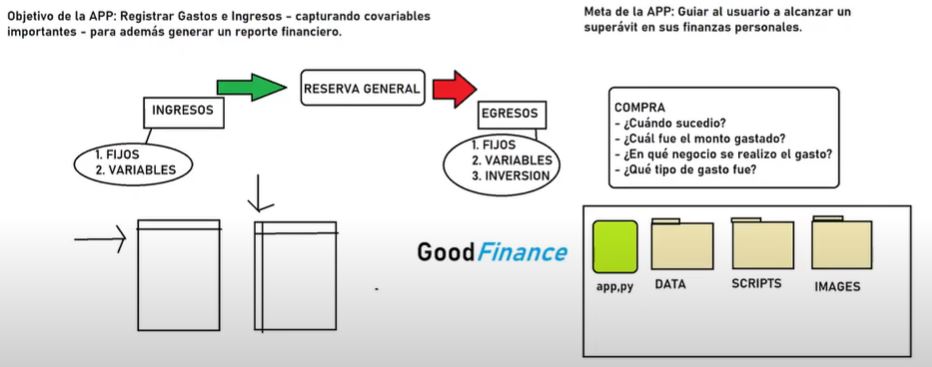 Objetivo de la APP: Registrar Gastos e Ingresos - capturando covariables
importantes - para además generar un reporte financiero.
Meta de la APP: Guiar al usuario a alcanzar un
superávit en sus finanzas personales.
INGRESOS
1. FIJOS
2. VARIABLES
RESERVA GENERAL
EGRESOS
1. FIJOS
2. VARIABLES
3. INVERSION
COMPRA
- ¿Cuándo sucedio?
- ¿Cuál fue el monto gastado?
- ¿En qué negocio se realizo el gasto?
- ¿Qué tipo de gasto fue?
GoodFinance
app,py
DATA
SCRIPTS
IMAGES